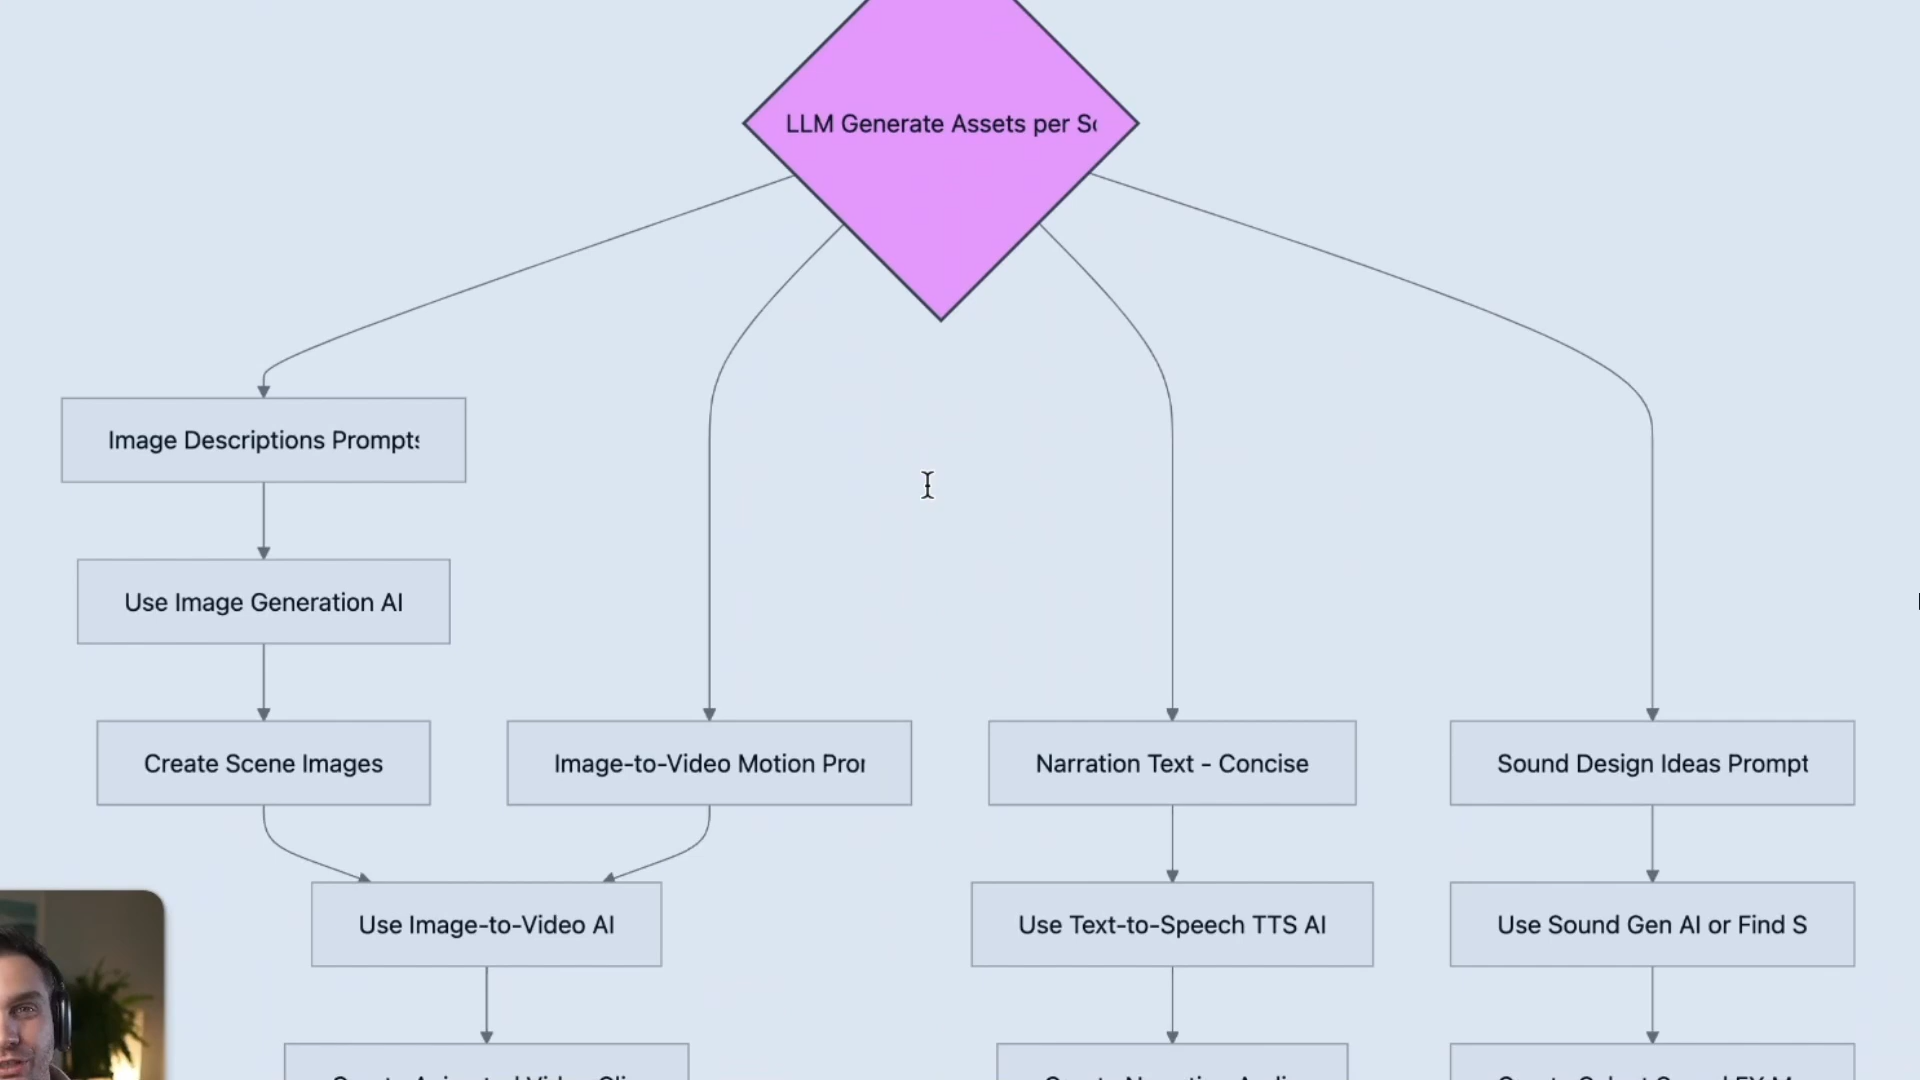 LLM Generate Assets per
Image Descriptions Prompts
Use Image Generation AI
Create Scene Images
Image-to-Video Motion
Narration Text - Concise
Sound Design Ideas Prompt
Use Image-to-Video AI
Use Text-to-Speech TTS AI
Use Sound Gen AI or Find S